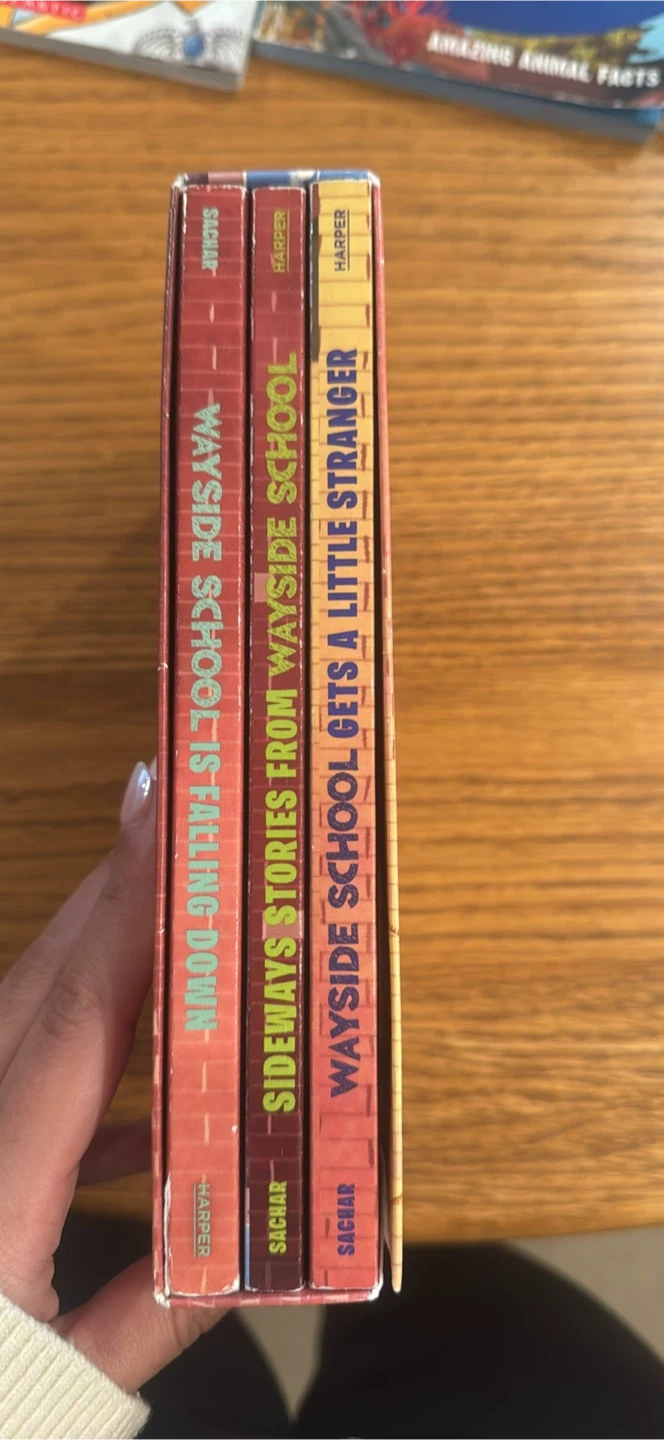 AMAZING ANIMAL FACTS
SACHAR
WAYSIDE SCHOOL IS FALLING DOWN
HARPER
HARPER
SIDEWAYS STORIES FROM WAYSIDE SCHOOL
SACHAR
HARPER
WAYSIDE SCHOOL GETS A LITTLE STRANGER
SACHAR